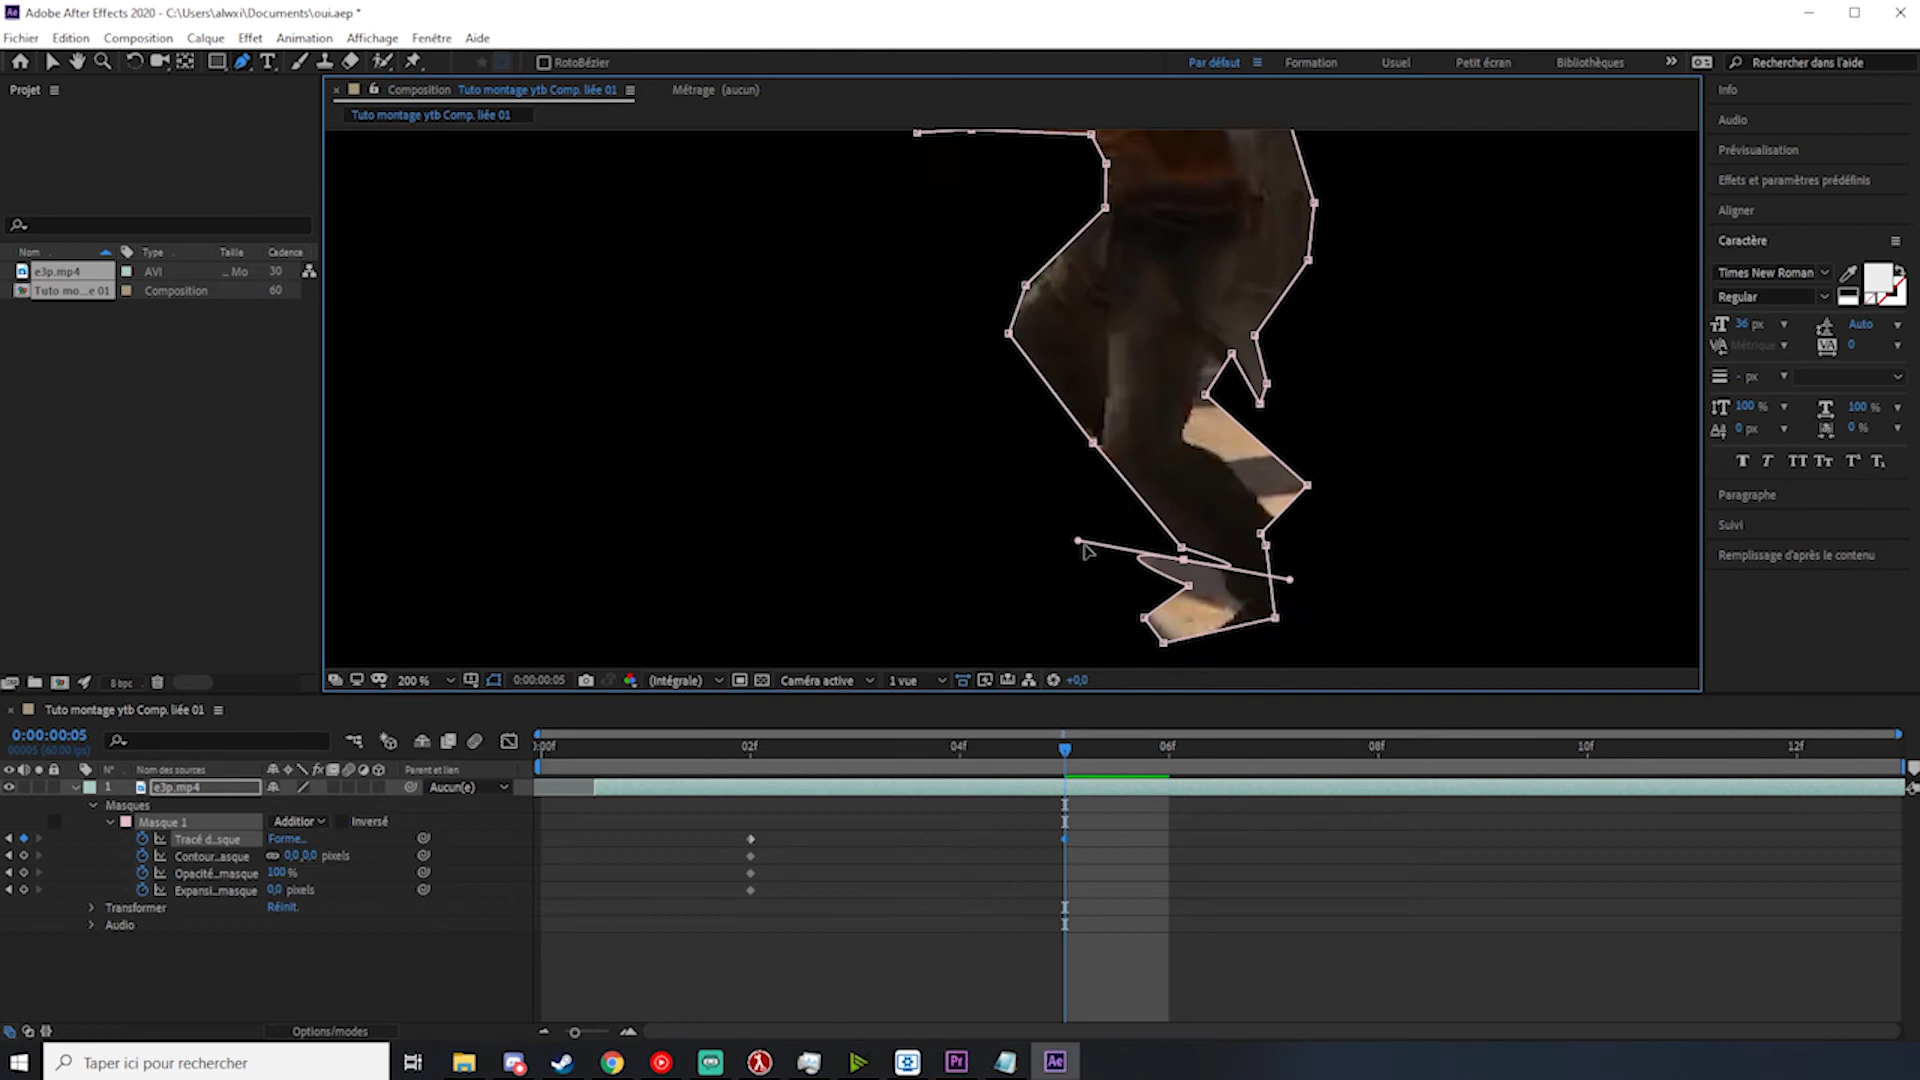 Adobe After Effects 2020 - C:\Users\alwxi\Documents\oui.aep *
Fichier Edition Composition Calque Effet Animation Affichage Fenêtre Aide
RotoBézier Par défaut Formation Usuel Petit écran Bibliothèques Rechercher dans l'aide
Projet
Composition Tuto montage ytb Comp. liée 01 Métrage (aucun)
Tuto montage ytb Comp. liée 01
Nom Type Taille Cadence
e3p.mp4 AVI ... Mo 30
Tuto mo...e 01 Composition 60
Info
Audio
Prévisualisation
Effets et paramètres prédéfinis
Aligner
Caractère
Times New Roman
Regular
36 px Auto
Métrique 0
- px
100 % 100 %
0 px 0 %
Paragraphe
Suivi
Remplissage d'après le contenu
8 bpc
200 % 0:00:00:05 (Intégrale) Caméra active 1 vue +0,0
Tuto montage ytb Comp. liée 01
0:00:00:05
00005 (60.00 ips)
:00f 02f 04f 06f 08f 10f 12f
N° Nom des sources Parent et lien
1 e3p.mp4 Aucun(e)
Masques
Masque 1 Addition Inversé
Tracé d...sque Forme...
Contour...asque 0,0,0,0 pixels
Opacité...masque 100 %
Expansi...masque 0,0 pixels
Transformer Réinit.
Audio
Options/modes
Taper ici pour rechercher